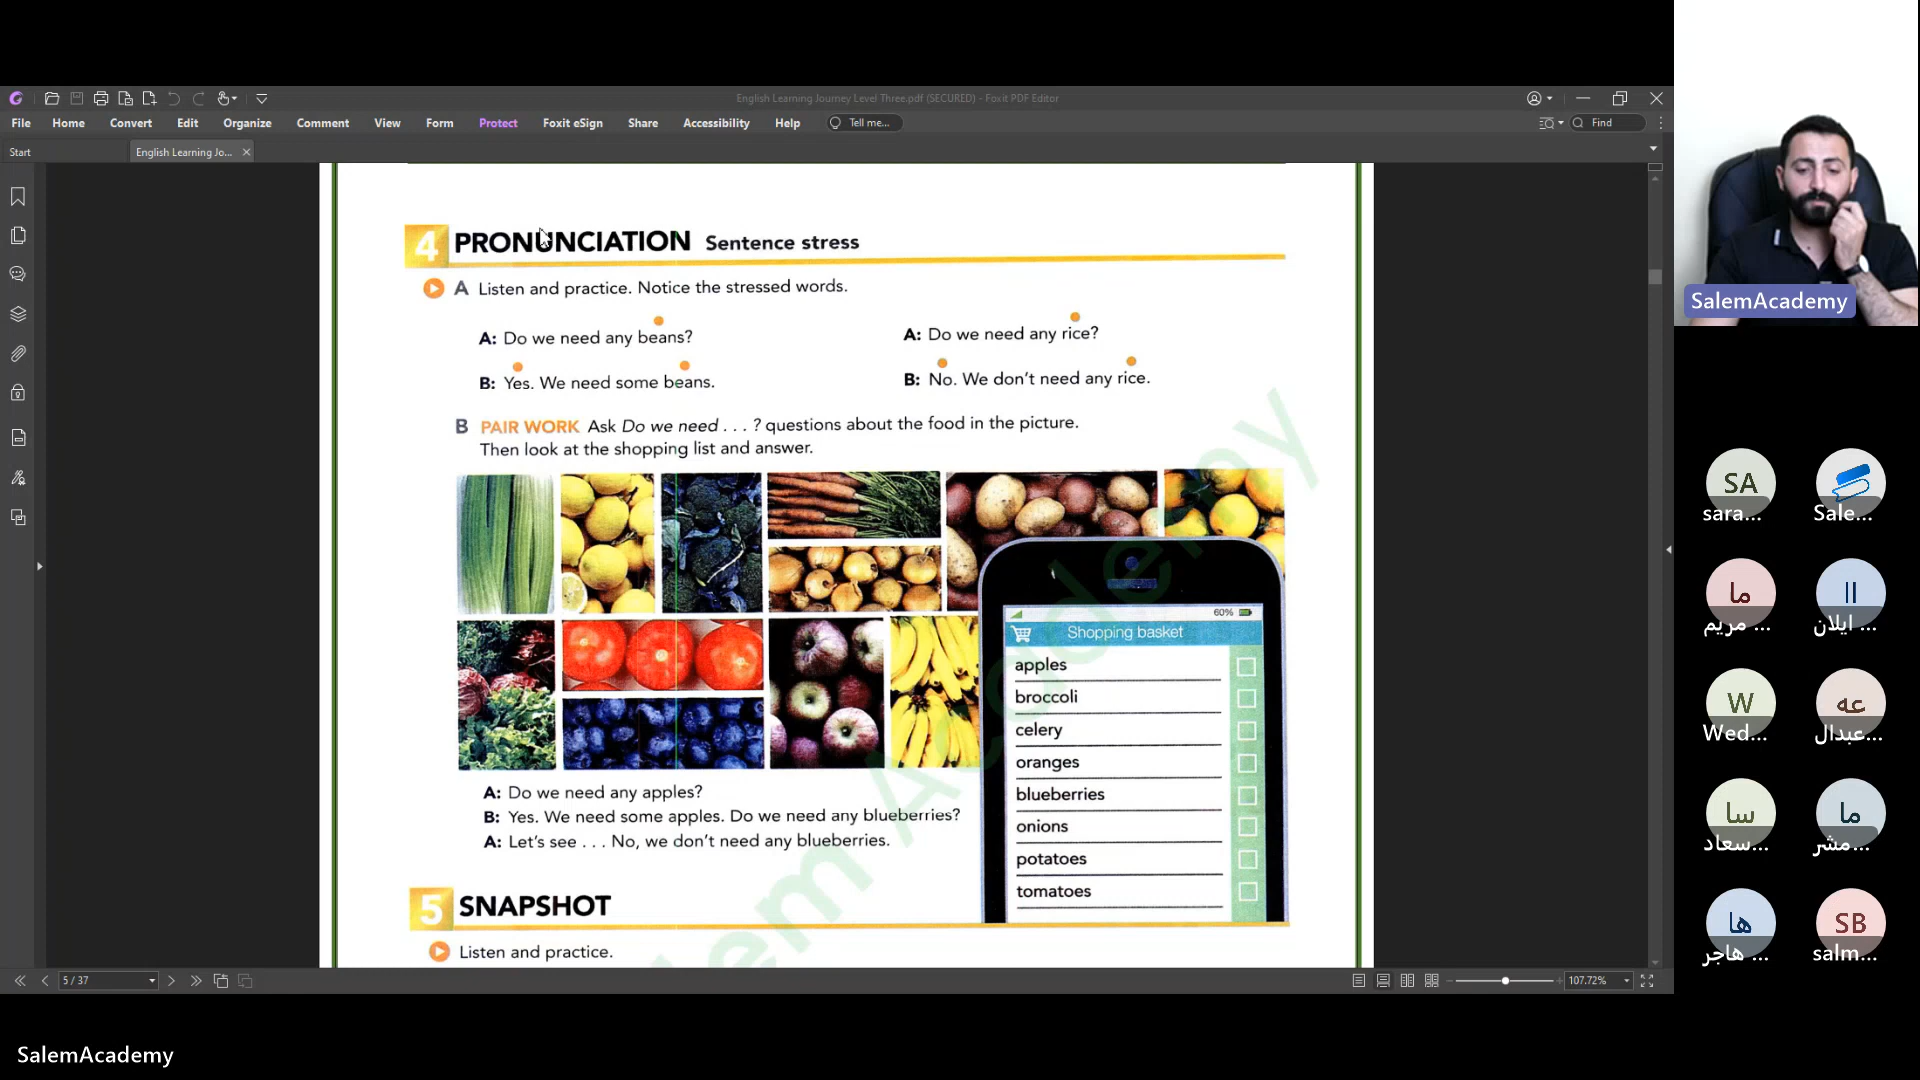 English Learning Journey Level Three.pdf (SECURED) - Foxit PDF Editor
File Home Convert Edit Organize Comment View Form Protect Foxit eSign Share Accessibility Help Tell me... Find
Start English Learning Jo...
4 PRONUNCIATION Sentence stress
A Listen and practice. Notice the stressed words.
A: Do we need any beans?
B: Yes. We need some beans.
A: Do we need any rice?
B: No. We don't need any rice.
B PAIR WORK Ask Do we need . . . ? questions about the food in the picture.
Then look at the shopping list and answer.
60%
Shopping basket
apples
broccoli
celery
oranges
blueberries
onions
potatoes
tomatoes
A: Do we need any apples?
B: Yes. We need some apples. Do we need any blueberries?
A: Let's see . . . No, we don't need any blueberries.
5 SNAPSHOT
Listen and practice.
lem Academy
5 / 37
107.72%
SalemAcademy
SA
sara...
Sale...
ما
مريم ...
اا
ايلان ...
W
Wed...
عه
عبدال...
سا
سعاد...
ما
مشر...
ها
هاجر ...
SB
salm...
SalemAcademy